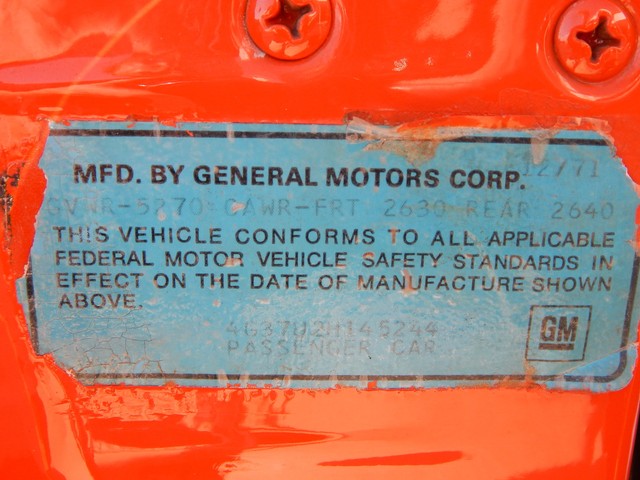 MFD. BY GENERAL MOTORS CORP. 12/71
GVWR-5270 GAWR-FRT 2630 REAR 2640
THIS VEHICLE CONFORMS TO ALL APPLICABLE
FEDERAL MOTOR VEHICLE SAFETY STANDARDS IN
EFFECT ON THE DATE OF MANUFACTURE SHOWN
ABOVE.
4G37U2H145244
PASSENGER CAR
GM